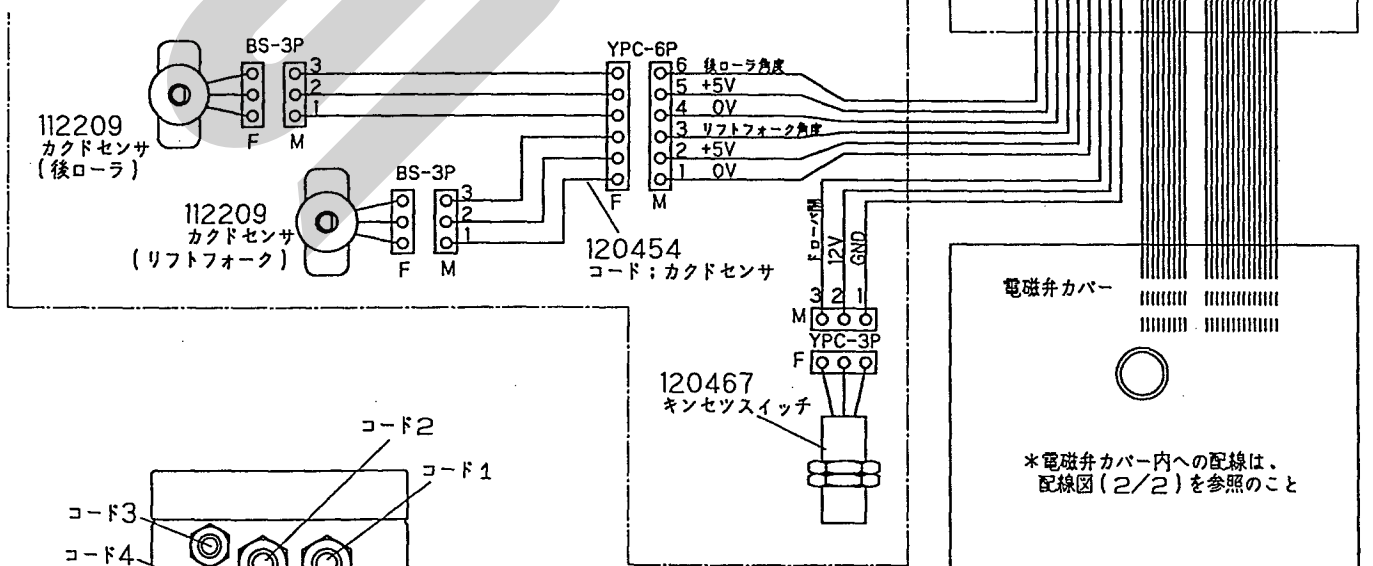 BS-3P
3
2
1
F
M
112209
カクドセンサ
(後ローラ)
YPC-6P
6 後ローラ角度
5 +5V
4 0V
3 リフトフォーク角度
2 +5V
1 0V
F
M
BS-3P
3
2
1
F
M
112209
カクドセンサ
(リフトフォーク)
120454
コード；カクドセンサ
12V
GND
3 2 1
M
YPC-3P
F
120467
キンセツスイッチ
電磁弁カバー
*電磁弁カバー内への配線は、
配線図(2/2)を参照のこと
コード2
コード1
コード3
コード4